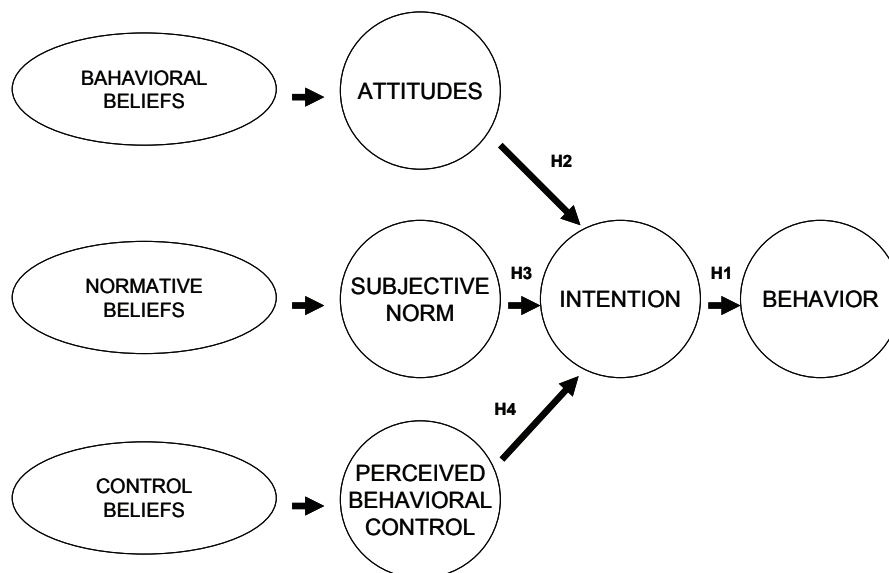 BAHAVIORAL
BELIEFS
ATTITUDES
H2
NORMATIVE
BELIEFS
SUBJECTIVE
NORM
H3
INTENTION
H1
BEHAVIOR
H4
CONTROL
BELIEFS
PERCEIVED
BEHAVIORAL
CONTROL